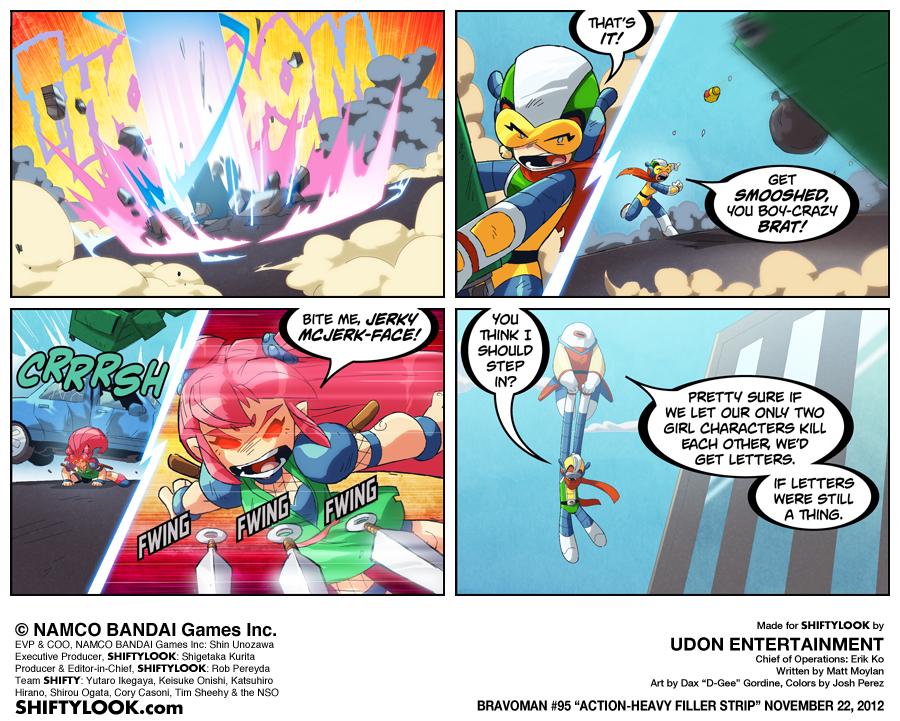 THOOOM
THAT'S
IT!
GET
SMOOSHED,
YOU BOY-CRAZY
BRAT!
CRRRSH
BITE ME, JERKY
MCJERK-FACE!
FWING
FWING
FWING
YOU
THINK I
SHOULD
STEP
IN?
PRETTY SURE IF
WE LET OUR ONLY TWO
GIRL CHARACTERS KILL
EACH OTHER, WE'D
GET LETTERS.
IF LETTERS
WERE STILL
A THING.
© NAMCO BANDAI Games Inc.
EVP & COO, NAMCO BANDAI Games Inc: Shin Unozawa
Executive Producer, SHIFTYLOOK: Shigetaka Kurita
Producer & Editor-in-Chief, SHIFTYLOOK: Rob Pereyda
Team SHIFTY: Yutaro Ikegaya, Keisuke Onishi, Katsuhiro
Hirano, Shirou Ogata, Cory Casoni, Tim Sheehy & the NSO
SHIFTYLOOK.com
Made for SHIFTYLOOK by
UDON ENTERTAINMENT
Chief of Operations: Erik Ko
Written by Matt Moylan
Art by Dax "D-Gee" Gordine, Colors by Josh Perez
BRAVOMAN #95 "ACTION-HEAVY FILLER STRIP" NOVEMBER 22, 2012